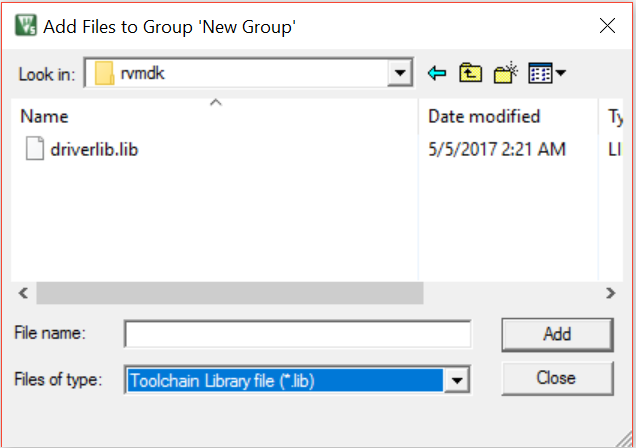 Add Files to Group 'New Group'
Look in: rvmdk
Name Date modified Ty
driverlib.lib 5/5/2017 2:21 AM LI
File name: Add
Files of type: Toolchain Library file (*.lib) Close